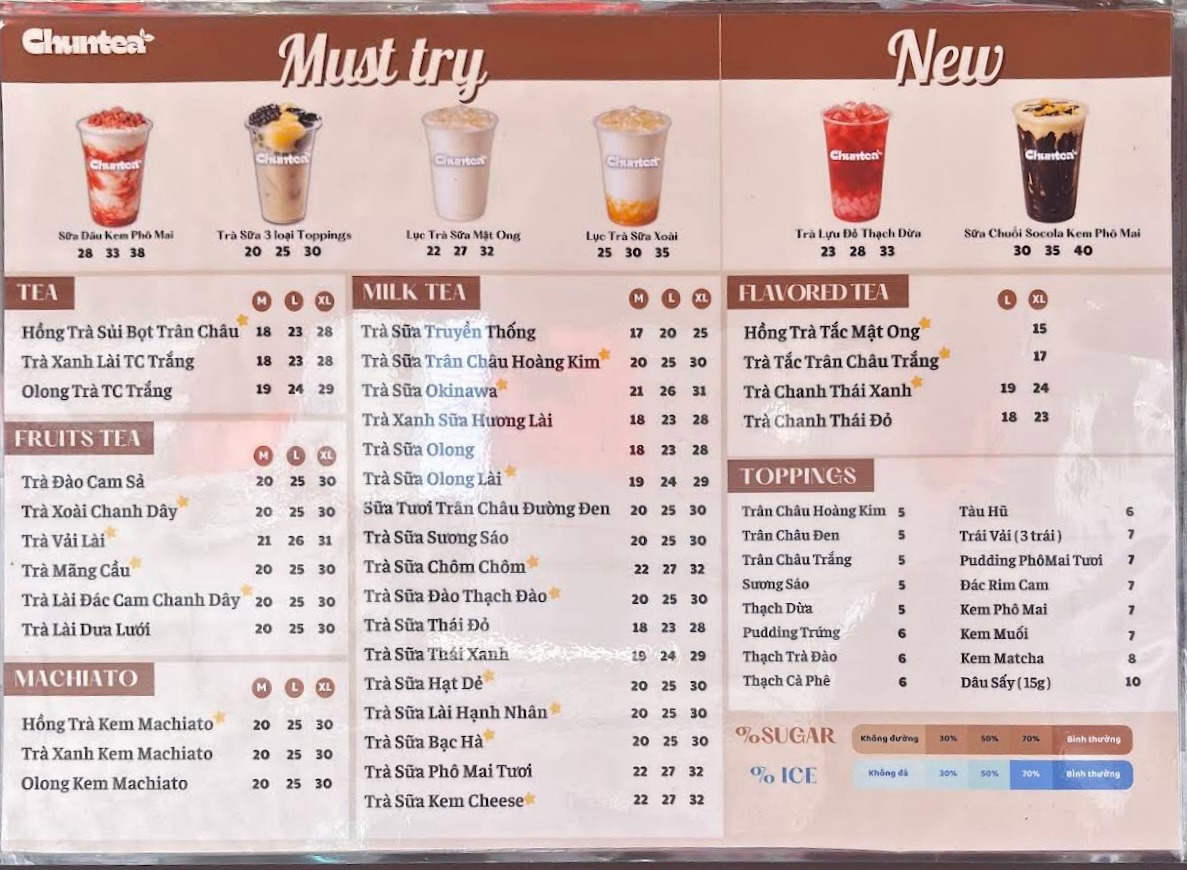 Chuntea
Must try
New
Chuntea
Chuntea
Chuntea
Chuntea
Chuntea
Chuntea
Sữa Dâu Kem Phô Mai
28 33 38
Trà Sữa 3 loại Toppings
20 25 30
Lục Trà Sữa Mật Ong
22 27 32
Lục Trà Sữa Xoài
25 30 35
Trà Lựu Đỏ Thạch Dừa
23 28 33
Sữa Chuối Socola Kem Phô Mai
30 35 40
TEA M L XL
Hồng Trà Sủi Bọt Trân Châu 18 23 28
Trà Xanh Lài TC Trắng 18 23 28
Olong Trà TC Trắng 19 24 29
FRUITS TEA M L XL
Trà Đào Cam Sả 20 25 30
Trà Xoài Chanh Dây 20 25 30
Trà Vải Lài 21 26 31
Trà Mãng Cầu 20 25 30
Trà Lài Đác Cam Chanh Dây 20 25 30
Trà Lài Dưa Lưới 20 25 30
MACHIATO M L XL
Hồng Trà Kem Machiato 20 25 30
Trà Xanh Kem Machiato 20 25 30
Olong Kem Machiato 20 25 30
MILK TEA M L XL
Trà Sữa Truyền Thống 17 20 25
Trà Sữa Trân Châu Hoàng Kim 20 25 30
Trà Sữa Okinawa 21 26 31
Trà Xanh Sữa Hương Lài 18 23 28
Trà Sữa Olong 18 23 28
Trà Sữa Olong Lài 19 24 29
Sữa Tươi Trân Châu Đường Đen 20 25 30
Trà Sữa Sương Sáo 20 25 30
Trà Sữa Chôm Chôm 22 27 32
Trà Sữa Đào Thạch Đào 20 25 30
Trà Sữa Thái Đỏ 18 23 28
Trà Sữa Thái Xanh 19 24 29
Trà Sữa Hạt Dẻ 20 25 30
Trà Sữa Lài Hạnh Nhân 20 25 30
Trà Sữa Bạc Hà 20 25 30
Trà Sữa Phô Mai Tươi 22 27 32
Trà Sữa Kem Cheese 22 27 32
FLAVORED TEA L XL
Hồng Trà Tắc Mật Ong 15
Trà Tắc Trân Châu Trắng 17
Trà Chanh Thái Xanh 19 24
Trà Chanh Thái Đỏ 18 23
TOPPINGS
Trân Châu Hoàng Kim 5
Trân Châu Đen 5
Trân Châu Trắng 5
Sương Sáo 5
Thạch Dừa 5
Pudding Trứng 6
Thạch Trà Đào 6
Thạch Cà Phê 6
Tàu Hũ 6
Trái Vải (3 trái) 7
Pudding PhôMai Tươi 7
Đác Rim Cam 7
Kem Phô Mai 7
Kem Muối 7
Kem Matcha 8
Dâu Sấy (15g) 10
%SUGAR Không đường 30% 50% 70% Bình thường
% ICE Không đá 30% 50% 70% Bình thường